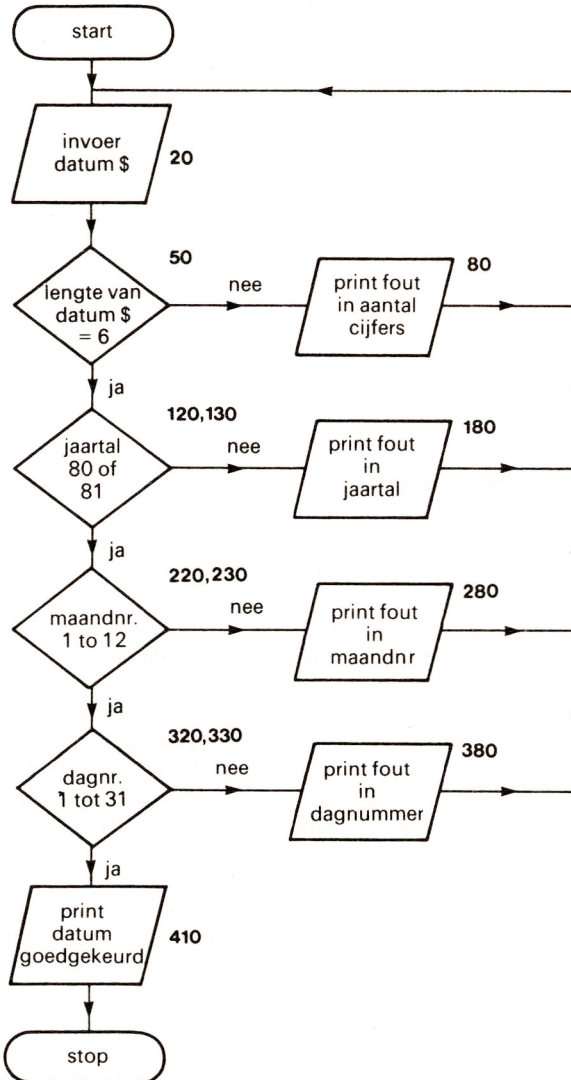 start
invoer
datum $
20
50
lengte van
datum $
= 6
nee
print fout
in aantal
cijfers
80
ja
120,130
jaartal
80 of
81
nee
print fout
in
jaartal
180
ja
220,230
maandnr.
1 to 12
nee
print fout
in
maandnr
280
ja
320,330
dagnr.
1 tot 31
nee
print fout
in
dagnummer
380
ja
print
datum
goedgekeurd
410
stop